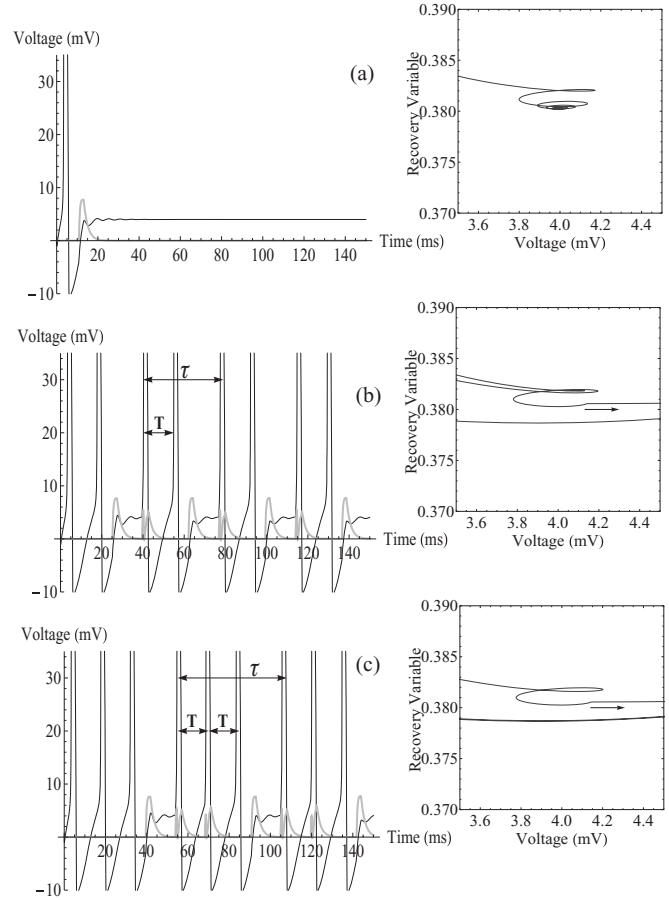 Voltage (mV)
30
20
10
−10
20 40 60 80 100 120 140
Time (ms)
(a)
Recovery Variable
0.390
0.385
0.380
0.375
0.370
3.6 3.8 4.0 4.2 4.4
Voltage (mV)
Voltage (mV)
30
20
10
−10
τ
T
20 40 60 80 100 120 140
Time (ms)
(b)
Recovery Variable
0.390
0.385
0.380
0.375
0.370
3.6 3.8 4.0 4.2 4.4
Voltage (mV)
Voltage (mV)
30
20
10
−10
τ
T T
20 40 60 80 100 120 140
Time (ms)
(c)
Recovery Variable
0.390
0.385
0.380
0.375
0.370
3.6 3.8 4.0 4.2 4.4
Voltage (mV)